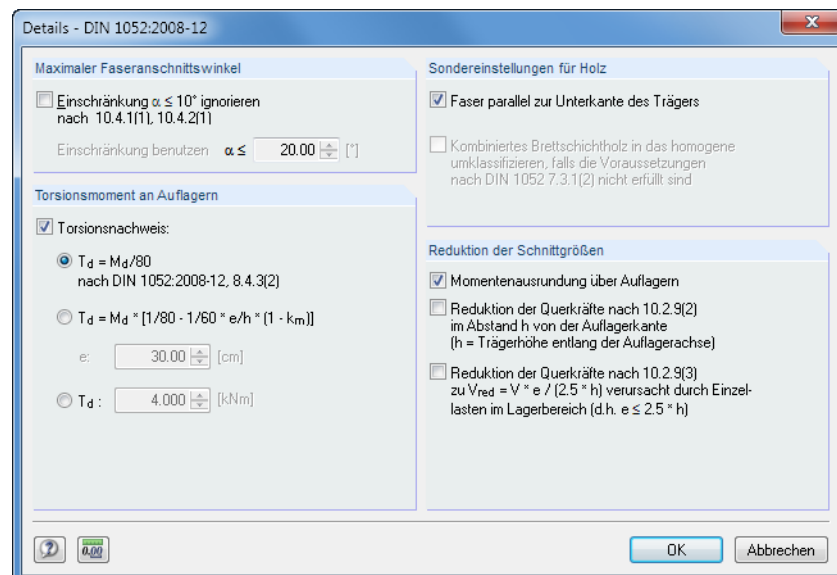 Details - DIN 1052:2008-12
Maximaler Faseranschnittswinkel
Einschränkung α ≤ 10° ignorieren
nach 10.4.1(1), 10.4.2(1)
Einschränkung benutzen α ≤ 20.00 [°]
Torsionsmoment an Auflagern
Torsionsnachweis:
Td = Md/80
nach DIN 1052:2008-12, 8.4.3(2)
Td = Md * [1/80 - 1/60 * e/h * (1 - km)]
e: 30.00 [cm]
Td : 4.000 [kNm]
Sondereinstellungen für Holz
Faser parallel zur Unterkante des Trägers
Kombiniertes Brettschichtholz in das homogene
umklassifizieren, falls die Voraussetzungen
nach DIN 1052 7.3.1(2) nicht erfüllt sind
Reduktion der Schnittgrößen
Momentenausrundung über Auflagern
Reduktion der Querkräfte nach 10.2.9(2)
im Abstand h von der Auflagerkante
(h = Trägerhöhe entlang der Auflagerachse)
Reduktion der Querkräfte nach 10.2.9(3)
zu Vred = V * e / (2.5 * h) verursacht durch Einzel-
lasten im Lagerbereich (d.h. e ≤ 2.5 * h)
0.00
OK
Abbrechen